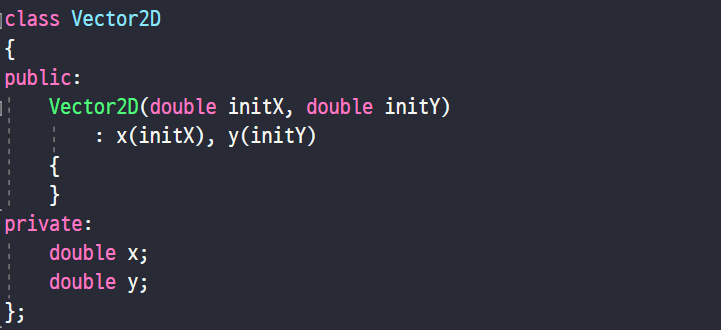 class Vector2D
{
public:
    Vector2D(double initX, double initY)
        : x(initX), y(initY)
    {
    }
private:
    double x;
    double y;
};